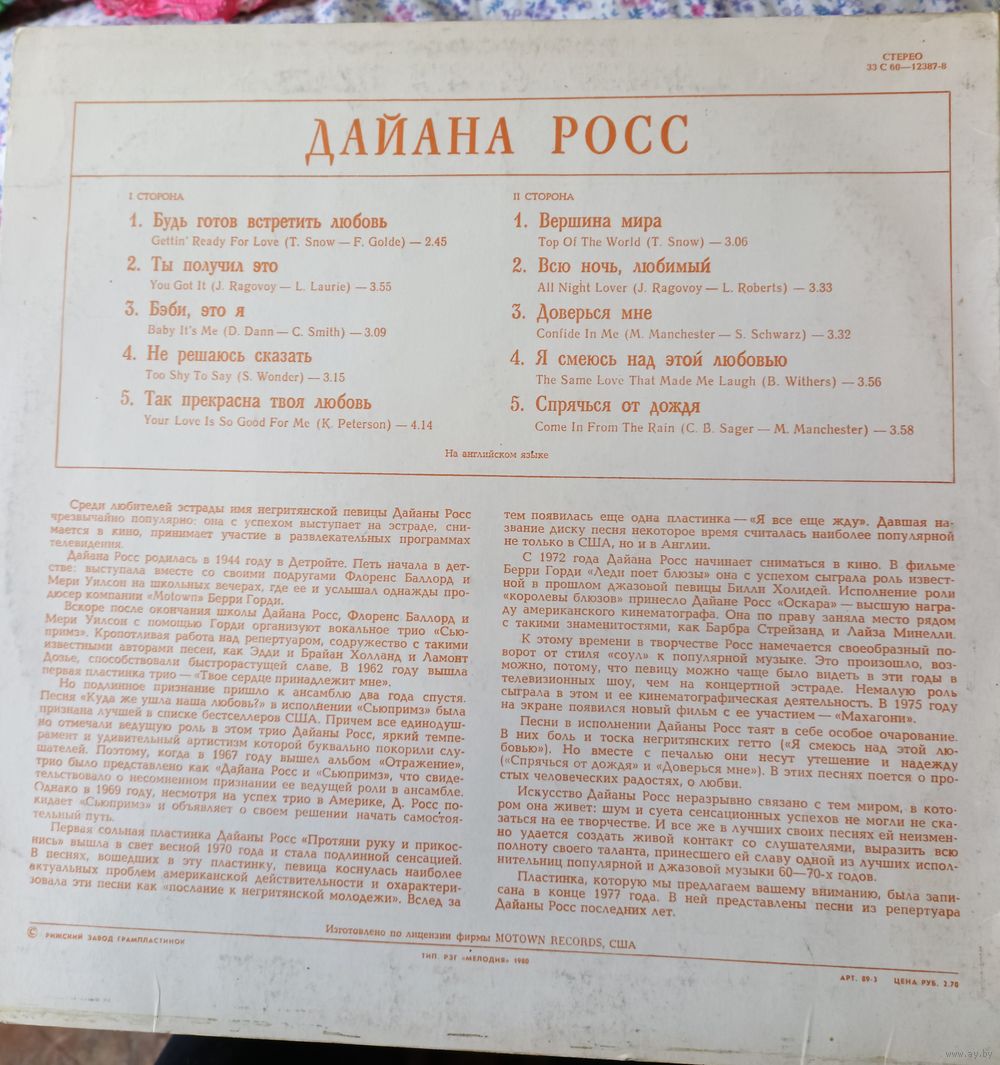 СТЕРЕО
33 С 60—12387-8
ДАЙАНА РОСС
I СТОРОНА
1. Будь готов встретить любовь
Gettin' Ready For Love (T. Snow — F. Golde) — 2.45
2. Ты получил это
You Got It (J. Ragovoy — L. Laurie) — 3.55
3. Бэби, это я
Baby It's Me (D. Dann — C. Smith) — 3.09
4. Не решаюсь сказать
Too Shy To Say (S. Wonder) — 3.15
5. Так прекрасна твоя любовь
Your Love Is So Good For Me (K. Peterson) — 4.14
II СТОРОНА
1. Вершина мира
Top Of The World (T. Snow) — 3.06
2. Всю ночь, любимый
All Night Lover (J. Ragovoy — L. Roberts) — 3.33
3. Доверься мне
Confide In Me (M. Manchester — S. Schwarz) — 3.32
4. Я смеюсь над этой любовью
The Same Love That Made Me Laugh (B. Withers) — 3.56
5. Спрячься от дождя
Come In From The Rain (C. B. Sager — M. Manchester) — 3.58
На английском языке
Среди любителей эстрады имя негритянской певицы Дайаны Росс
чрезвычайно популярно: она с успехом выступает на эстраде, сни-
мается в кино, принимает участие в развлекательных программах
телевидения.
Дайана Росс родилась в 1944 году в Детройте. Петь начала в дет-
стве: выступала вместе со своими подругами Флоренс Баллорд и
Мери Уилсон на школьных вечерах, где ее и услышал однажды про-
дюсер компании «Motown» Берри Горди.
Вскоре после окончания школы Дайана Росс, Флоренс Баллорд и
Мери Уилсон с помощью Горди организуют вокальное трио «Сью-
примз». Кропотливая работа над репертуаром, содружество с такими
известными авторами песен, как Эдди и Брайан Холланд и Ламонт
Дозье, способствовали быстрорастущей славе. В 1962 году вышла
первая пластинка трио — «Твое сердце принадлежит мне».
Но подлинное признание пришло к ансамблю два года спустя.
Песня «Куда же ушла наша любовь?» в исполнении «Сьюпримз» была
признана лучшей в списке бестселлеров США. Причем все единодуш-
но отмечали ведущую роль в этом трио Дайаны Росс, яркий темпе-
рамент и удивительный артистизм которой буквально покорили слу-
шателей. Поэтому, когда в 1967 году вышел альбом «Отражение»,
трио было представлено как «Дайана Росс и «Сьюпримз», что свиде-
тельствовало о несомненном признании ее ведущей роли в ансамбле.
Однако в 1969 году, несмотря на успех трио в Америке, Д. Росс по-
кидает «Сьюпримз» и объявляет о своем решении начать самостоя-
тельный путь.
Первая сольная пластинка Дайаны Росс «Протяни руку и прикос-
нись» вышла в свет весной 1970 года и стала подлинной сенсацией.
В песнях, вошедших в эту пластинку, певица коснулась наиболее
актуальных проблем американской действительности и охарактери-
зовала эти песни как «послание к негритянской молодежи». Вслед за
тем появилась еще одна пластинка — «Я все еще жду». Давшая на-
звание диску песня некоторое время считалась наиболее популярной
не только в США, но и в Англии.
С 1972 года Дайана Росс начинает сниматься в кино. В фильме
Берри Горди «Леди поет блюзы» она с успехом сыграла роль извест-
ной в прошлом джазовой певицы Билли Холидей. Исполнение роли
«королевы блюзов» принесло Дайане Росс «Оскара» — высшую награ-
ду американского кинематографа. Она по праву заняла место рядом
с такими знаменитостями, как Барбра Стрейзанд и Лайза Минелли.
К этому времени в творчестве Росс намечается своеобразный по-
ворот от стиля «соул» к популярной музыке. Это произошло, воз-
можно, потому, что певицу можно чаще было видеть в эти годы в
телевизионных шоу, чем на концертной эстраде. Немалую роль
сыграла в этом и ее кинематографическая деятельность. В 1975 году
на экране появился новый фильм с ее участием — «Махагони».
Песни в исполнении Дайаны Росс таят в себе особое очарование.
В них боль и тоска негритянских гетто («Я смеюсь над этой лю-
бовью»). Но вместе с печалью они несут утешение и надежду
(«Спрячься от дождя» и «Доверься мне»). В этих песнях поется о про-
стых человеческих радостях, о любви.
Искусство Дайаны Росс неразрывно связано с тем миром, в кото-
ром она живет: шум и суета сенсационных успехов не могли не ска-
заться на ее творчестве. И все же в лучших своих песнях ей неизмен-
но удается создать живой контакт со слушателями, выразить всю
полноту своего таланта, принесшего ей славу одной из лучших испол-
нительниц популярной и джазовой музыки 60—70-х годов.
Пластинка, которую мы предлагаем вашему вниманию, была запи-
сана в конце 1977 года. В ней представлены песни из репертуара
Дайаны Росс последних лет.
Изготовлено по лицензии фирмы MOTOWN RECORDS, США
© РИЖСКИЙ ЗАВОД ГРАМПЛАСТИНОК
ТИП РЗГ «МЕЛОДИЯ» 1980
АРТ. 89-3 ЦЕНА РУБ. 2.70
www.ay.by